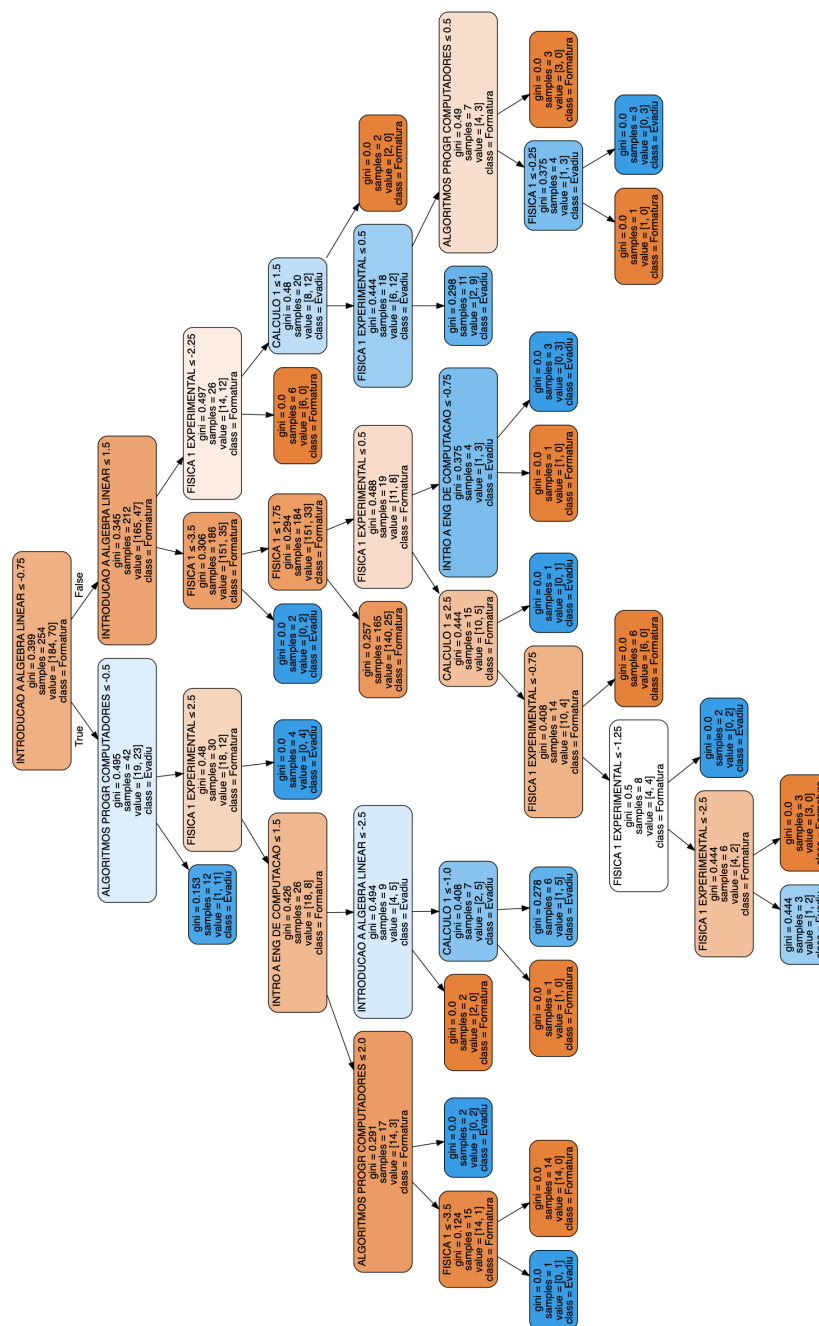 INTRODUCAO A ALGEBRA LINEAR ≤ -0.75
gini = 0.399
samples = 254
value = [184, 70]
class = Formatura
True
False
ALGORITMOS PROGR COMPUTADORES ≤ -0.5
gini = 0.495
samples = 42
value = [19, 23]
class = Evadiu
INTRODUCAO A ALGEBRA LINEAR ≤ 1.5
gini = 0.345
samples = 212
value = [165, 47]
class = Formatura
gini = 0.153
samples = 12
value = [1, 11]
class = Evadiu
FISICA 1 EXPERIMENTAL ≤ 2.5
gini = 0.48
samples = 30
value = [18, 12]
class = Formatura
FISICA 1 ≤ -3.5
gini = 0.306
samples = 186
value = [151, 35]
class = Formatura
FISICA 1 EXPERIMENTAL ≤ -2.25
gini = 0.497
samples = 26
value = [14, 12]
class = Formatura
INTRO A ENG DE COMPUTACAO ≤ 1.5
gini = 0.426
samples = 26
value = [18, 8]
class = Formatura
gini = 0.0
samples = 4
value = [0, 4]
class = Evadiu
gini = 0.0
samples = 2
value = [0, 2]
class = Evadiu
FISICA 1 ≤ 1.75
gini = 0.294
samples = 184
value = [151, 33]
class = Formatura
gini = 0.0
samples = 6
value = [6, 0]
class = Formatura
CALCULO 1 ≤ 1.5
gini = 0.48
samples = 20
value = [8, 12]
class = Evadiu
ALGORITMOS PROGR COMPUTADORES ≤ 2.0
gini = 0.291
samples = 17
value = [14, 3]
class = Formatura
INTRODUCAO A ALGEBRA LINEAR ≤ -2.5
gini = 0.494
samples = 9
value = [4, 5]
class = Evadiu
gini = 0.257
samples = 165
value = [140, 25]
class = Formatura
FISICA 1 EXPERIMENTAL ≤ 0.5
gini = 0.488
samples = 19
value = [11, 8]
class = Formatura
FISICA 1 EXPERIMENTAL ≤ 0.5
gini = 0.444
samples = 18
value = [6, 12]
class = Evadiu
gini = 0.0
samples = 2
value = [2, 0]
class = Formatura
FISICA 1 ≤ -3.5
gini = 0.124
samples = 15
value = [14, 1]
class = Formatura
gini = 0.0
samples = 2
value = [0, 2]
class = Evadiu
gini = 0.0
samples = 2
value = [2, 0]
class = Formatura
CALCULO 1 ≤ -1.0
gini = 0.408
samples = 7
value = [2, 5]
class = Evadiu
CALCULO 1 ≤ 2.5
gini = 0.444
samples = 15
value = [10, 5]
class = Formatura
INTRO A ENG DE COMPUTACAO ≤ -0.75
gini = 0.375
samples = 4
value = [1, 3]
class = Evadiu
gini = 0.298
samples = 11
value = [2, 9]
class = Evadiu
ALGORITMOS PROGR COMPUTADORES ≤ 0.5
gini = 0.49
samples = 7
value = [4, 3]
class = Formatura
gini = 0.0
samples = 1
value = [0, 1]
class = Evadiu
gini = 0.0
samples = 14
value = [14, 0]
class = Formatura
gini = 0.0
samples = 1
value = [1, 0]
class = Formatura
gini = 0.278
samples = 6
value = [1, 5]
class = Evadiu
FISICA 1 EXPERIMENTAL ≤ -0.75
gini = 0.408
samples = 14
value = [10, 4]
class = Formatura
gini = 0.0
samples = 1
value = [0, 1]
class = Evadiu
gini = 0.0
samples = 1
value = [1, 0]
class = Formatura
gini = 0.0
samples = 3
value = [0, 3]
class = Evadiu
FISICA 1 ≤ -0.25
gini = 0.375
samples = 4
value = [1, 3]
class = Evadiu
gini = 0.0
samples = 3
value = [3, 0]
class = Formatura
FISICA 1 EXPERIMENTAL ≤ -1.25
gini = 0.5
samples = 8
value = [4, 4]
class = Formatura
gini = 0.0
samples = 6
value = [6, 0]
class = Formatura
gini = 0.0
samples = 1
value = [1, 0]
class = Formatura
gini = 0.0
samples = 3
value = [0, 3]
class = Evadiu
FISICA 1 EXPERIMENTAL ≤ -2.5
gini = 0.444
samples = 6
value = [4, 2]
class = Formatura
gini = 0.0
samples = 2
value = [0, 2]
class = Evadiu
gini = 0.444
samples = 3
value = [1, 2]
class = Evadiu
gini = 0.0
samples = 3
value = [3, 0]
class = Formatura